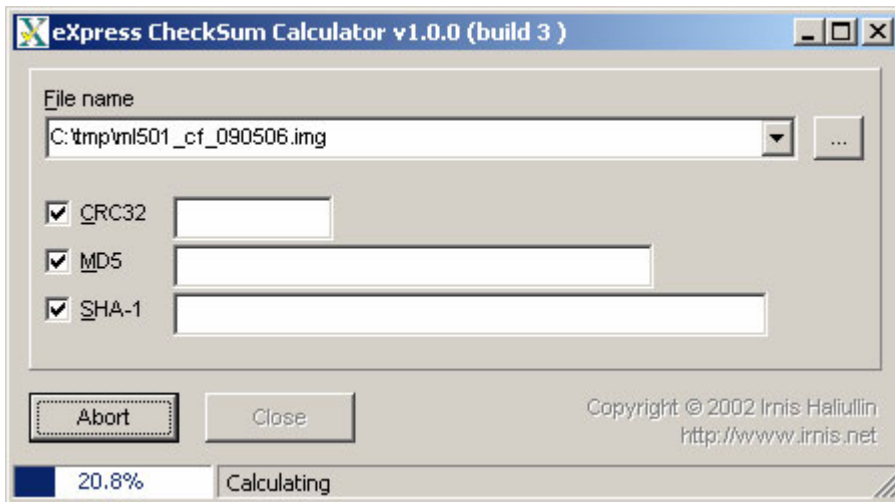 eXpress CheckSum Calculator v1.0.0 (build 3 )
File name
C:\tmp\ml501_cf_090506.img
...
CRC32
MD5
SHA-1
Abort
Close
Copyright © 2002 Irnis Haliullin
http://www.irnis.net
20.8%
Calculating